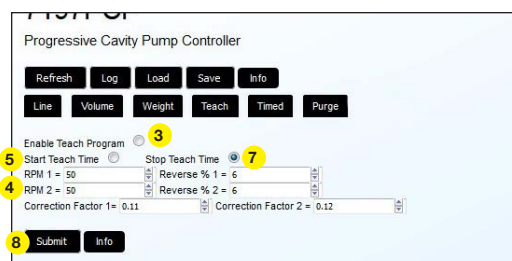 Progressive Cavity Pump Controller
Refresh Log Load Save Info
Line Volume Weight Teach Timed Purge
Enable Teach Program 3
5 Start Teach Time Stop Teach Time 7
RPM 1 = 50 Reverse % 1 = 6
4 RPM 2 = 50 Reverse % 2 = 6
Correction Factor 1= 0.11 Correction Factor 2 = 0.12
8 Submit Info